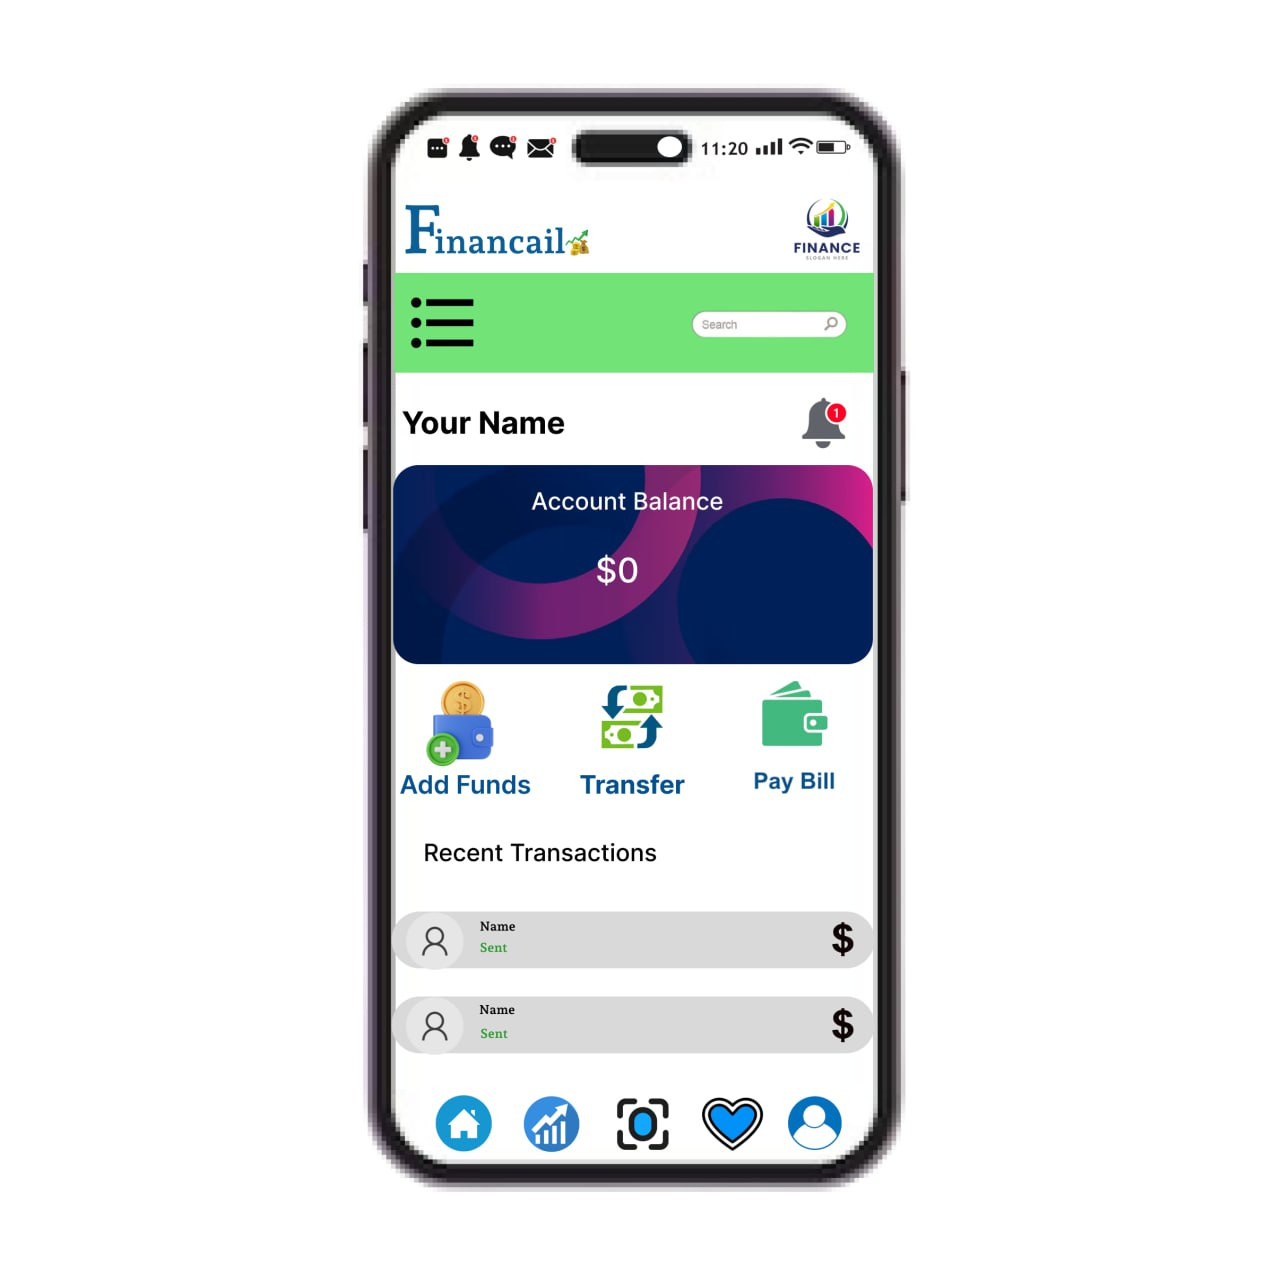 11:20
Financail
FINANCE
SLOGAN HERE
Search
Your Name
1
Account Balance
$0
$
Add Funds
Transfer
Pay Bill
Recent Transactions
Name
Sent
$
Name
Sent
$